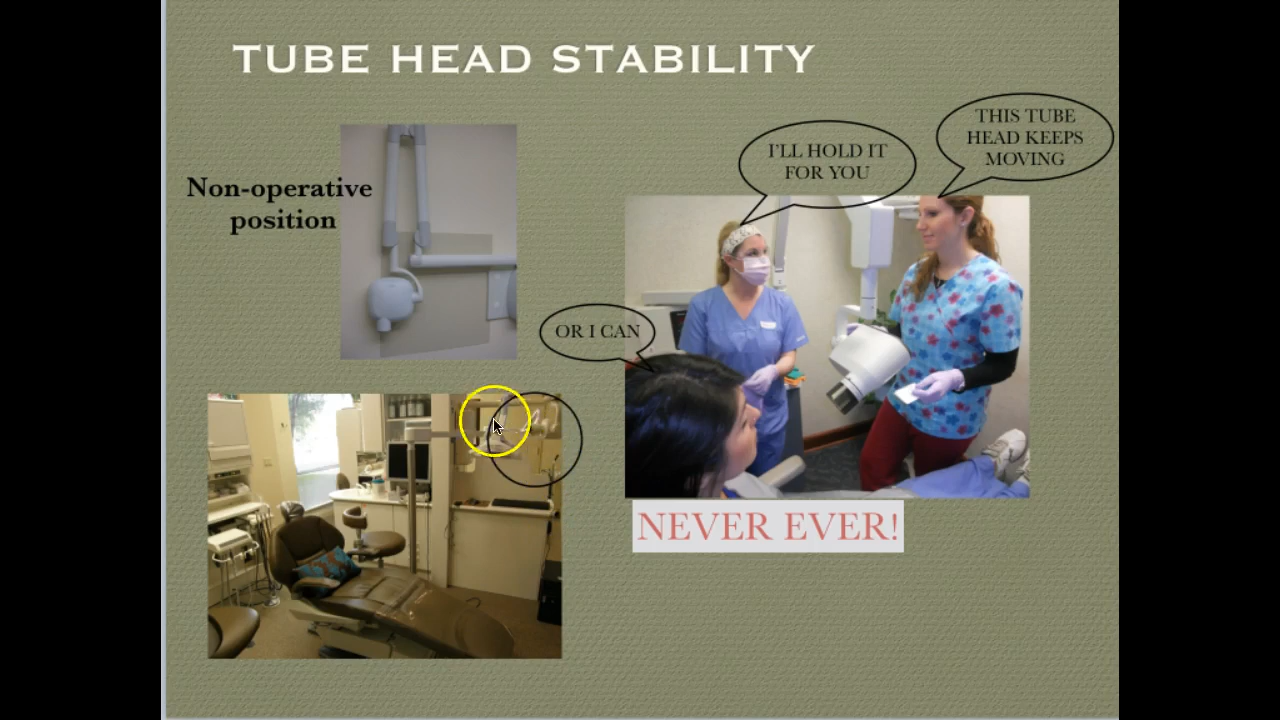 TUBE HEAD STABILITY
Non-operative
position
I'LL HOLD IT
FOR YOU
THIS TUBE
HEAD KEEPS
MOVING
OR I CAN
NEVER EVER!